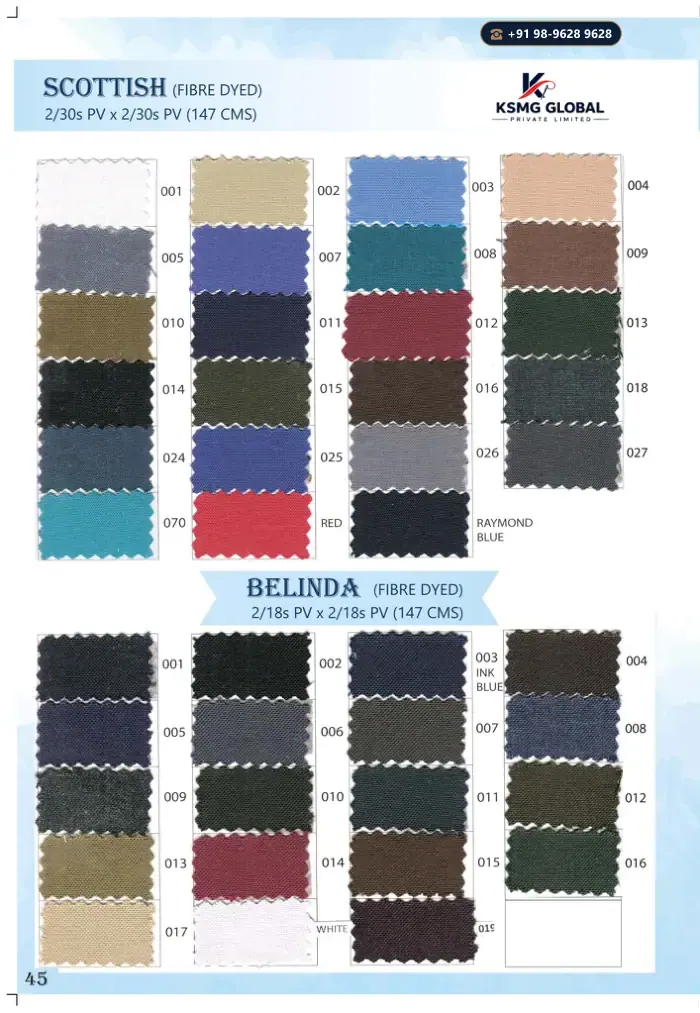 +91 98-9628 9628
SCOTTISH (FIBRE DYED)
2/30s PV x 2/30s PV (147 CMS)
KSMG GLOBAL
PRIVATE LIMITED
001 002 003 004
005 007 008 009
010 011 012 013
014 015 016 018
024 025 026 027
070 RED RAYMOND
BLUE
BELINDA (FIBRE DYED)
2/18s PV x 2/18s PV (147 CMS)
001 002 003 004
INK
BLUE
005 006 007 008
009 010 011 012
013 014 015 016
017 WHITE 019
45